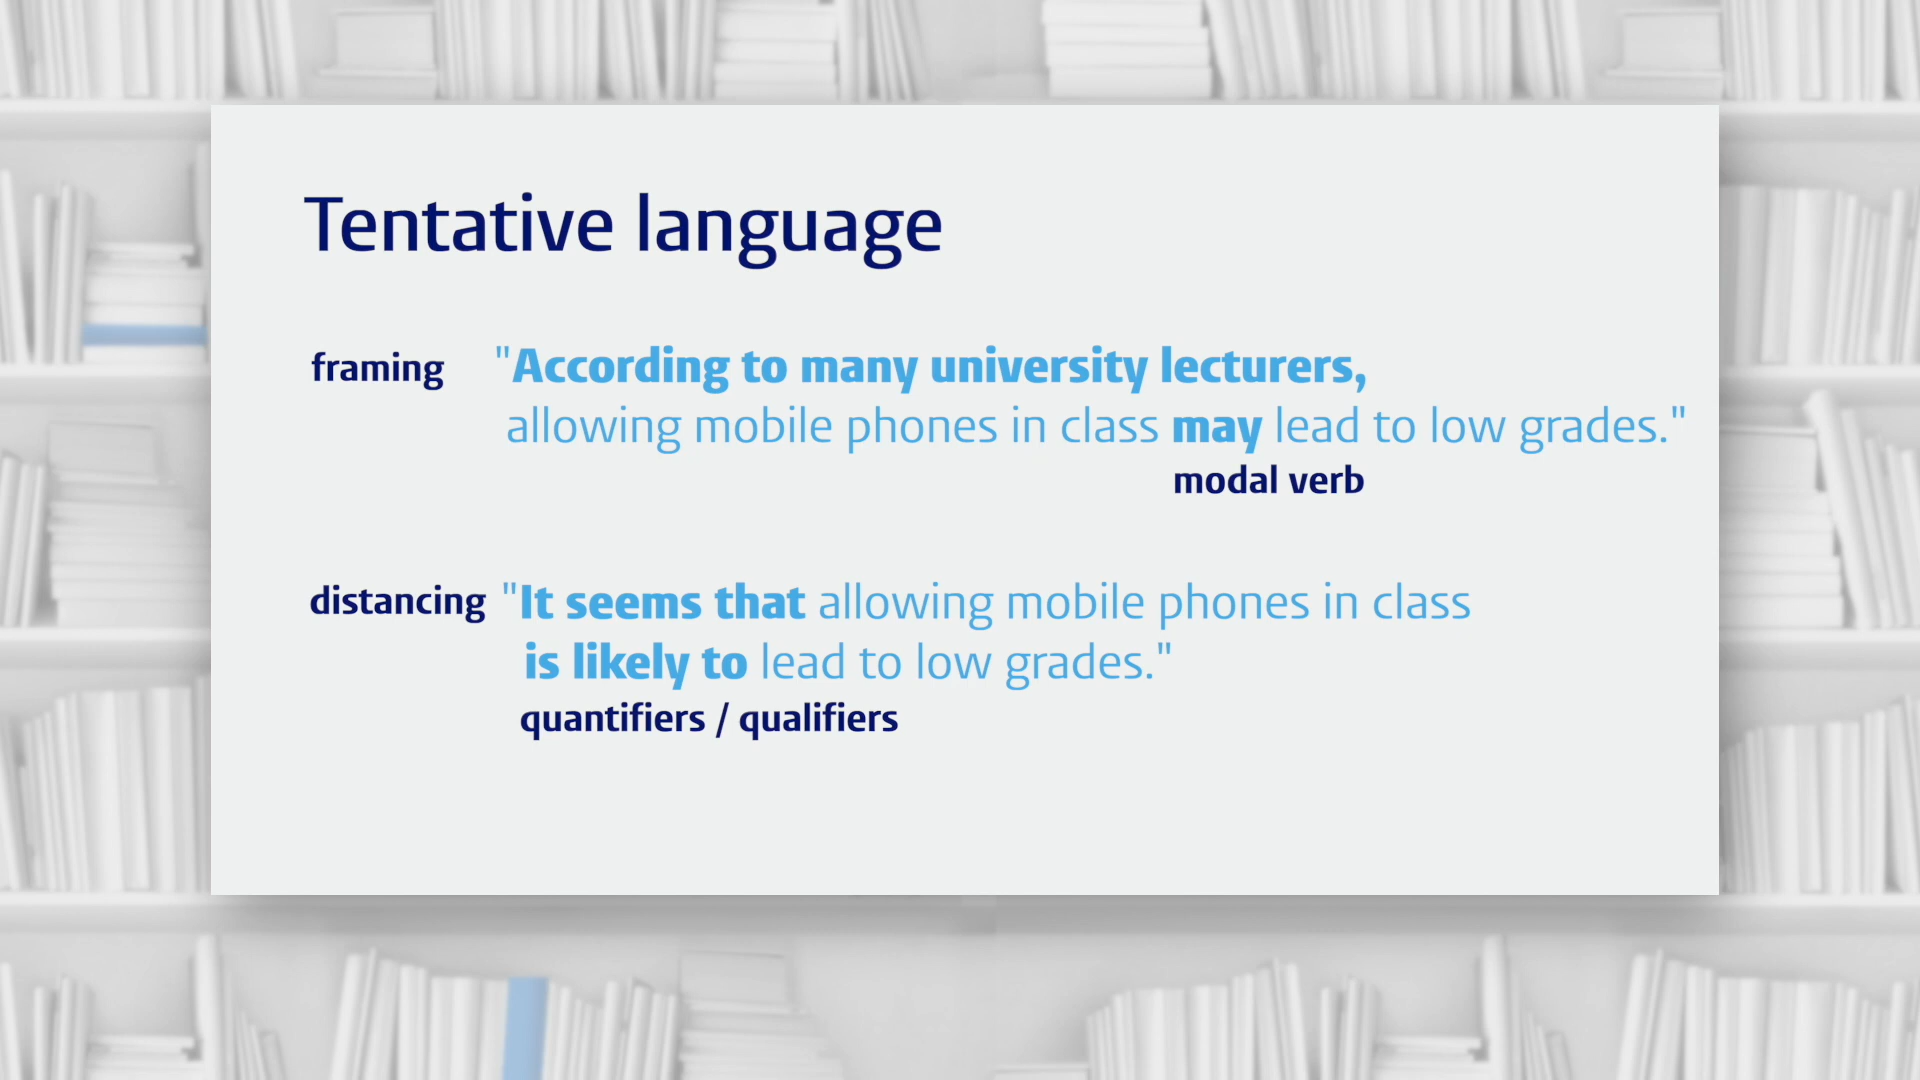 Tentative language
framing "According to many university lecturers,
allowing mobile phones in class may lead to low grades."
modal verb
distancing "It seems that allowing mobile phones in class
is likely to lead to low grades."
quantifiers / qualifiers